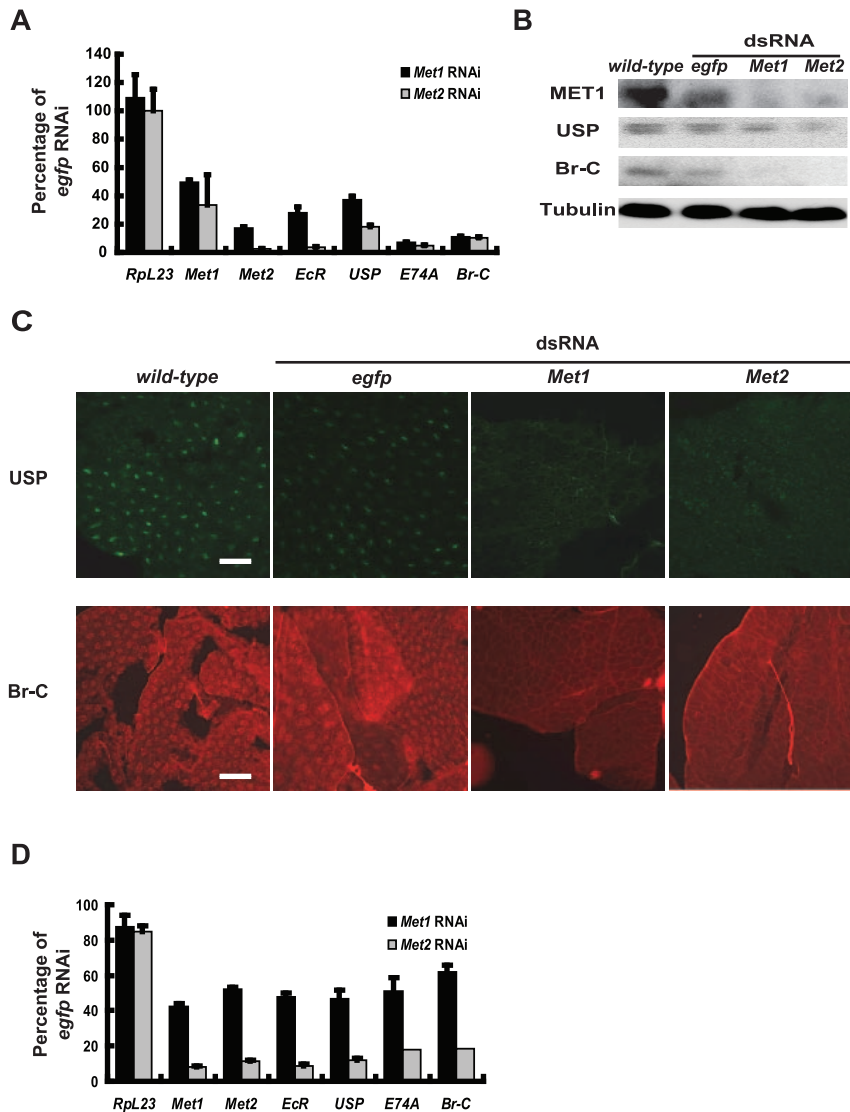 A
Percentage of
egfp RNAi
140
120
100
80
60
40
20
0
Met1 RNAi
Met2 RNAi
RpL23 Met1 Met2 EcR USP E74A Br-C
B
dsRNA
wild-type egfp Met1 Met2
MET1
USP
Br-C
Tubulin
C
dsRNA
wild-type egfp Met1 Met2
USP
Br-C
D
Percentage of
egfp RNAi
100
80
60
40
20
0
Met1 RNAi
Met2 RNAi
RpL23 Met1 Met2 EcR USP E74A Br-C